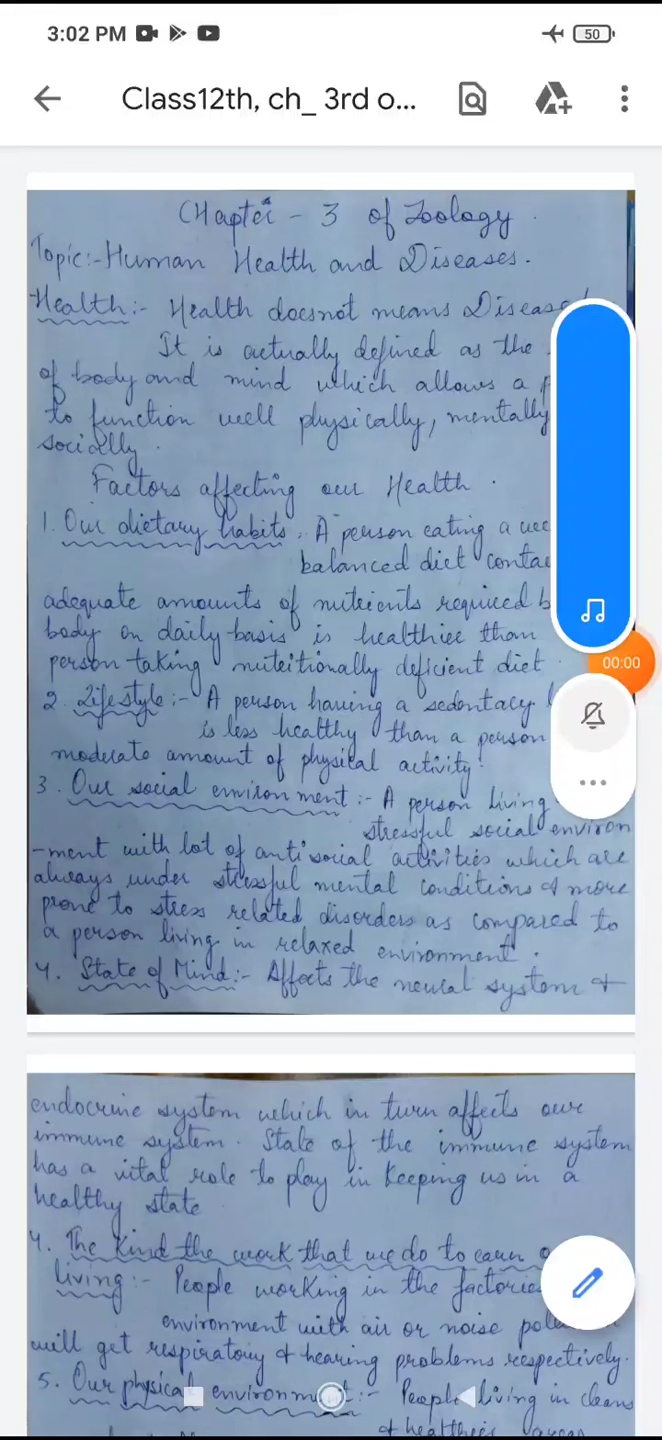 3:02 PM
50
Class12th, ch_ 3rd o...
Chapter - 3 of Zoology.
Topic:- Human Health and Diseases.
Health:- Health doesnot means Disease
It is actually defined as the
of body and mind which allows a
to function well physically, mentally
socially.
Factors affecting our Health.
1. Our dietary habits. A person eating a
balanced diet
adequate amounts of nutrients required
body on daily basis is healthier than
person taking nutritionally deficient diet.
00:00
2. Lifestyle:- A person having a sedentary
is less healthy than a person
moderate amount of physical activity.
3. Our social environment:- A person living
stressful social environ
-ment with lot of antisocial activities which are
always under stressful mental conditions & more
prone to stress related disorders as compared to
a person living in relaxed environment.
4. State of Mind:- Affects the neural system &
endocrine system which in turn affects our
immune system. State of the immune system
has a vital role to play in keeping us in a
healthy state
4. The Kind the work that we do to earn
living:- People working in the factories
environment with air or noise
will get respiratory & hearing problems respectively.
5. Our physical environment:- People living in cleans
& healthier areas